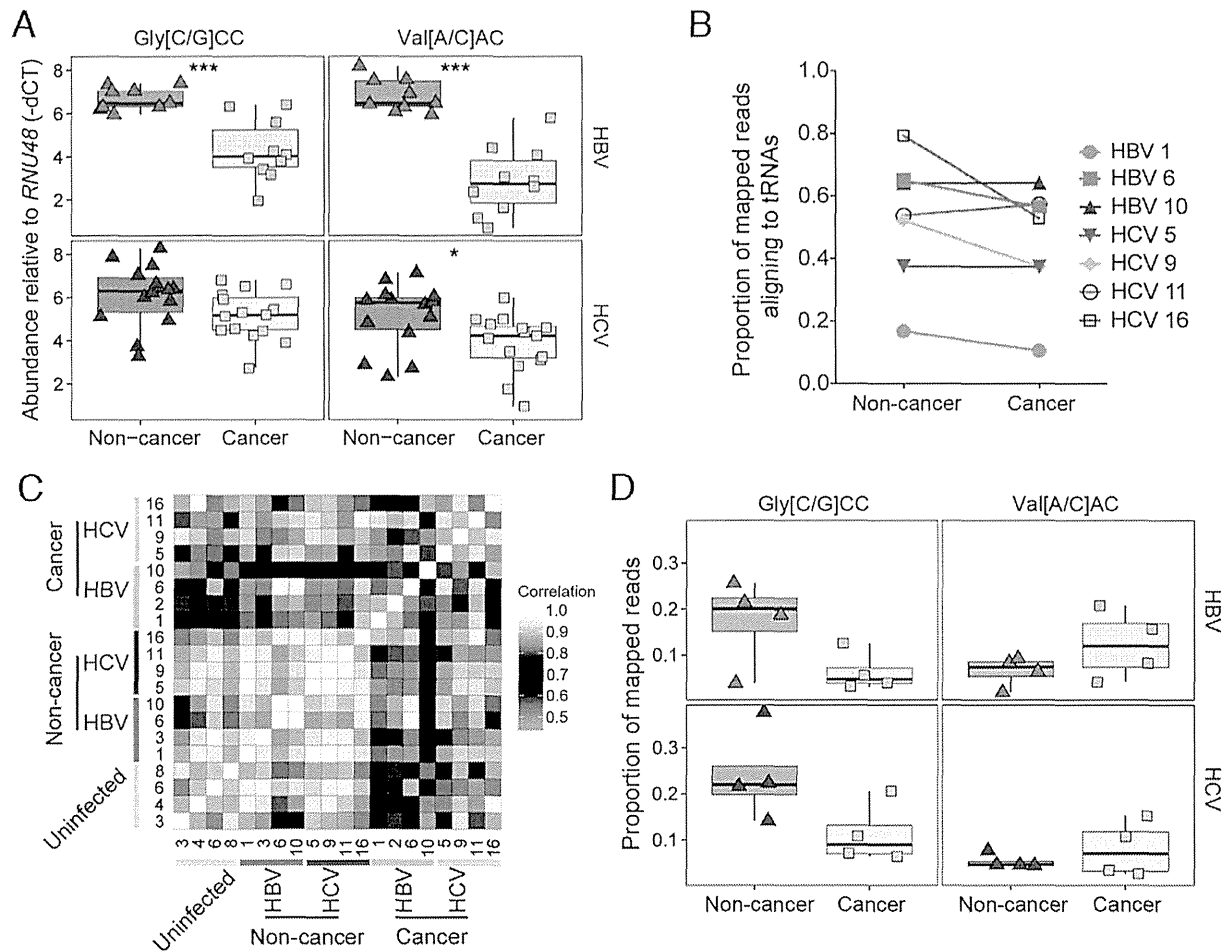 A
Gly[C/G]CC
Val[A/C]AC
Abundance relative to RNU48 (-dCT)
8
6
4
2
***
***
HBV
8
6
4
2
*
HCV
Non−cancer
Cancer
Non−cancer
Cancer
B
Proportion of mapped reads
aligning to tRNAs
1.0
0.8
0.6
0.4
0.2
0.0
Non-cancer
Cancer
HBV 1
HBV 6
HBV 10
HCV 5
HCV 9
HCV 11
HCV 16
C
Cancer
HCV
HBV
Non-cancer
HCV
HBV
Uninfected
16
11
9
5
10
6
2
1
16
11
9
5
10
6
3
1
8
6
4
3
3 4 6 8 1 3 6 10 5 9 11 16 1 2 6 10 5 9 11 16
Uninfected
HBV
HCV
HBV
HCV
Non-cancer
Cancer
Correlation
1.0
0.9
0.8
0.7
0.6
0.5
D
Gly[C/G]CC
Val[A/C]AC
Proportion of mapped reads
0.3
0.2
0.1
HBV
0.3
0.2
0.1
HCV
Non-cancer
Cancer
Non-cancer
Cancer